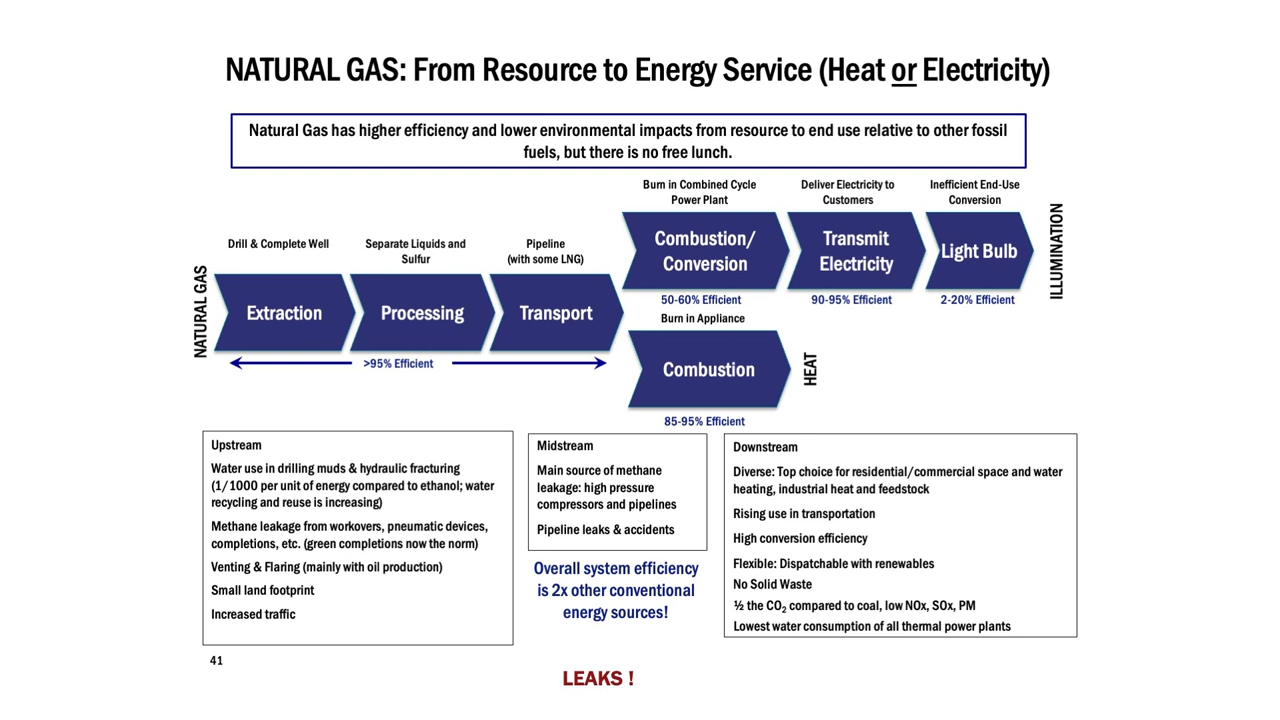 NATURAL GAS: From Resource to Energy Service (Heat or Electricity)
Natural Gas has higher efficiency and lower environmental impacts from resource to end use relative to other fossil
fuels, but there is no free lunch.
NATURAL GAS
Drill & Complete Well
Extraction
Separate Liquids and
Sulfur
Processing
Pipeline
(with some LNG)
Transport
>95% Efficient
Burn in Combined Cycle
Power Plant
Combustion/
Conversion
50-60% Efficient
Deliver Electricity to
Customers
Transmit
Electricity
90-95% Efficient
Inefficient End-Use
Conversion
Light Bulb
2-20% Efficient
ILLUMINATION
Burn in Appliance
Combustion
85-95% Efficient
HEAT
Upstream
Water use in drilling muds & hydraulic fracturing
(1/1000 per unit of energy compared to ethanol; water
recycling and reuse is increasing)
Methane leakage from workovers, pneumatic devices,
completions, etc. (green completions now the norm)
Venting & Flaring (mainly with oil production)
Small land footprint
Increased traffic
Midstream
Main source of methane
leakage: high pressure
compressors and pipelines
Pipeline leaks & accidents
Overall system efficiency
is 2x other conventional
energy sources!
Downstream
Diverse: Top choice for residential/commercial space and water
heating, industrial heat and feedstock
Rising use in transportation
High conversion efficiency
Flexible: Dispatchable with renewables
No Solid Waste
½ the CO₂ compared to coal, low NOx, SOx, PM
Lowest water consumption of all thermal power plants
41
LEAKS !